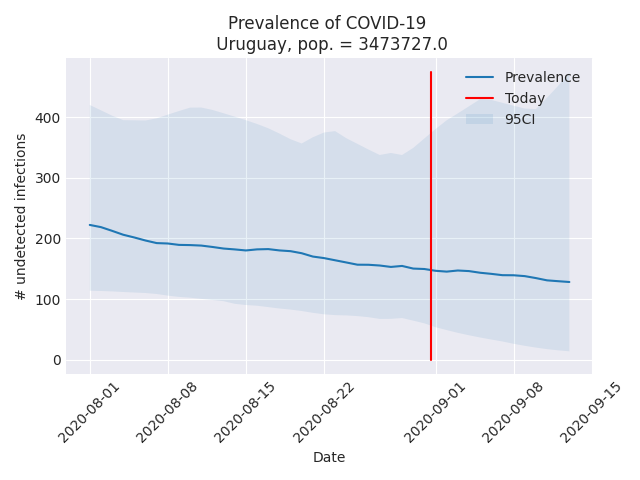 Prevalence of COVID-19
Uruguay, pop. = 3473727.0
Prevalence
Today
95CI
# undetected infections
400
300
200
100
0
2020-08-01
2020-08-08
2020-08-15
2020-08-22
2020-09-01
2020-09-08
2020-09-15
Date